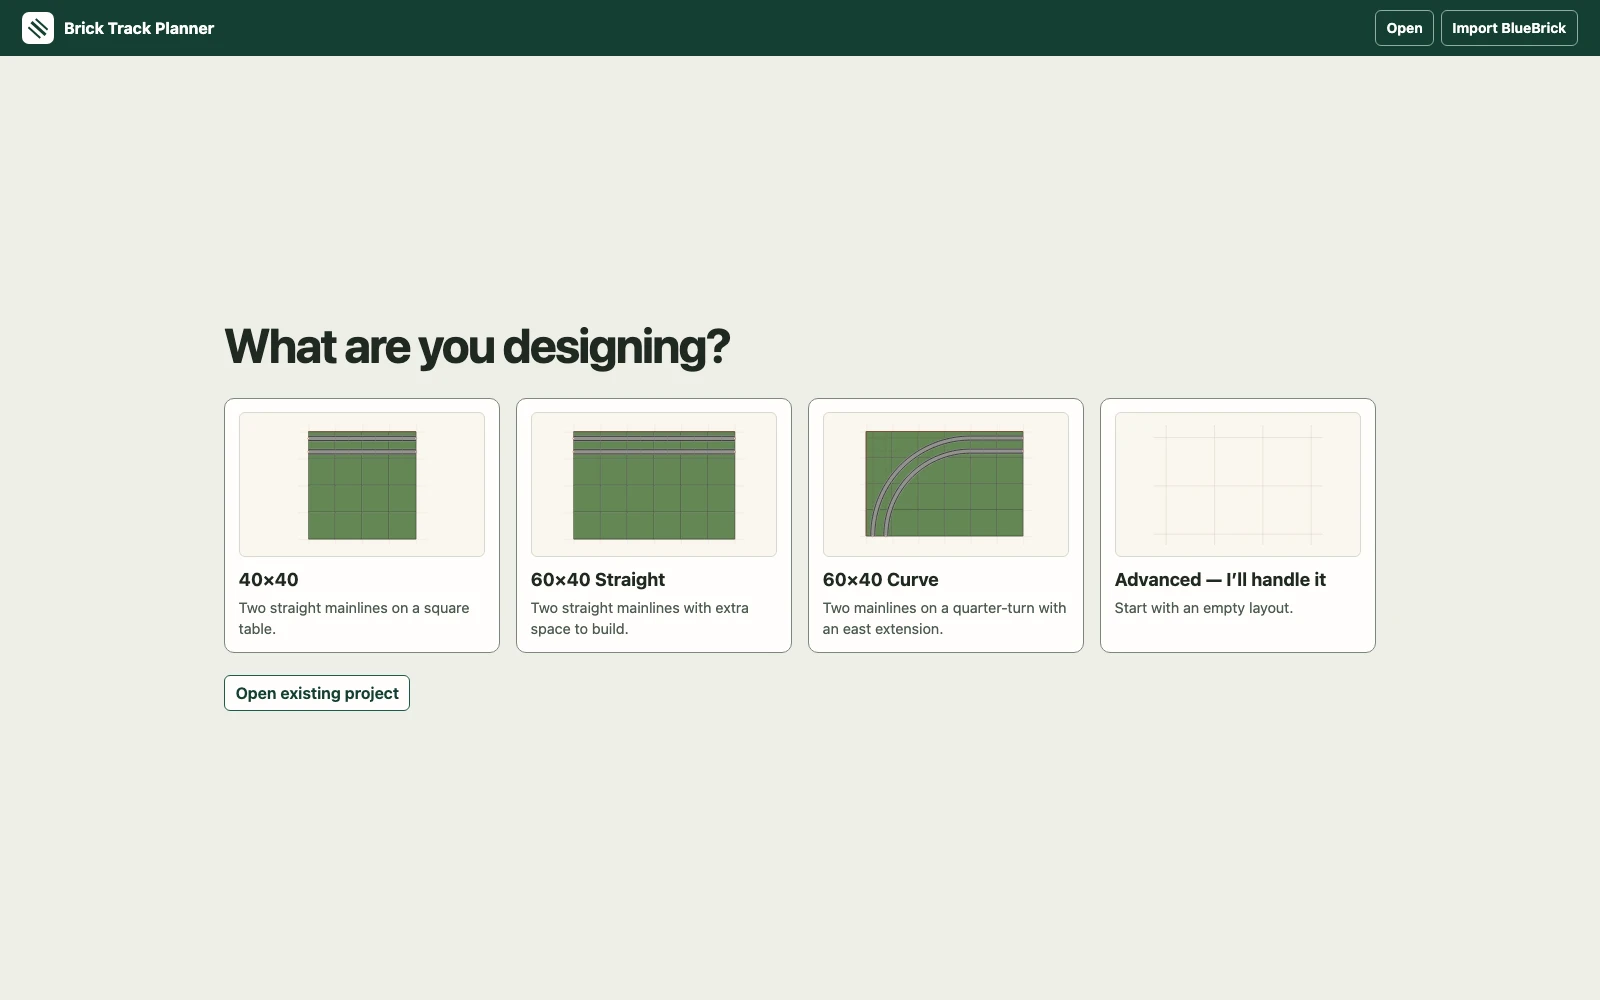 Brick Track Planner
Open
Import BlueBrick
What are you designing?
40×40
Two straight mainlines on a square
table.
60×40 Straight
Two straight mainlines with extra
space to build.
60×40 Curve
Two mainlines on a quarter-turn with
an east extension.
Advanced — I’ll handle it
Start with an empty layout.
Open existing project